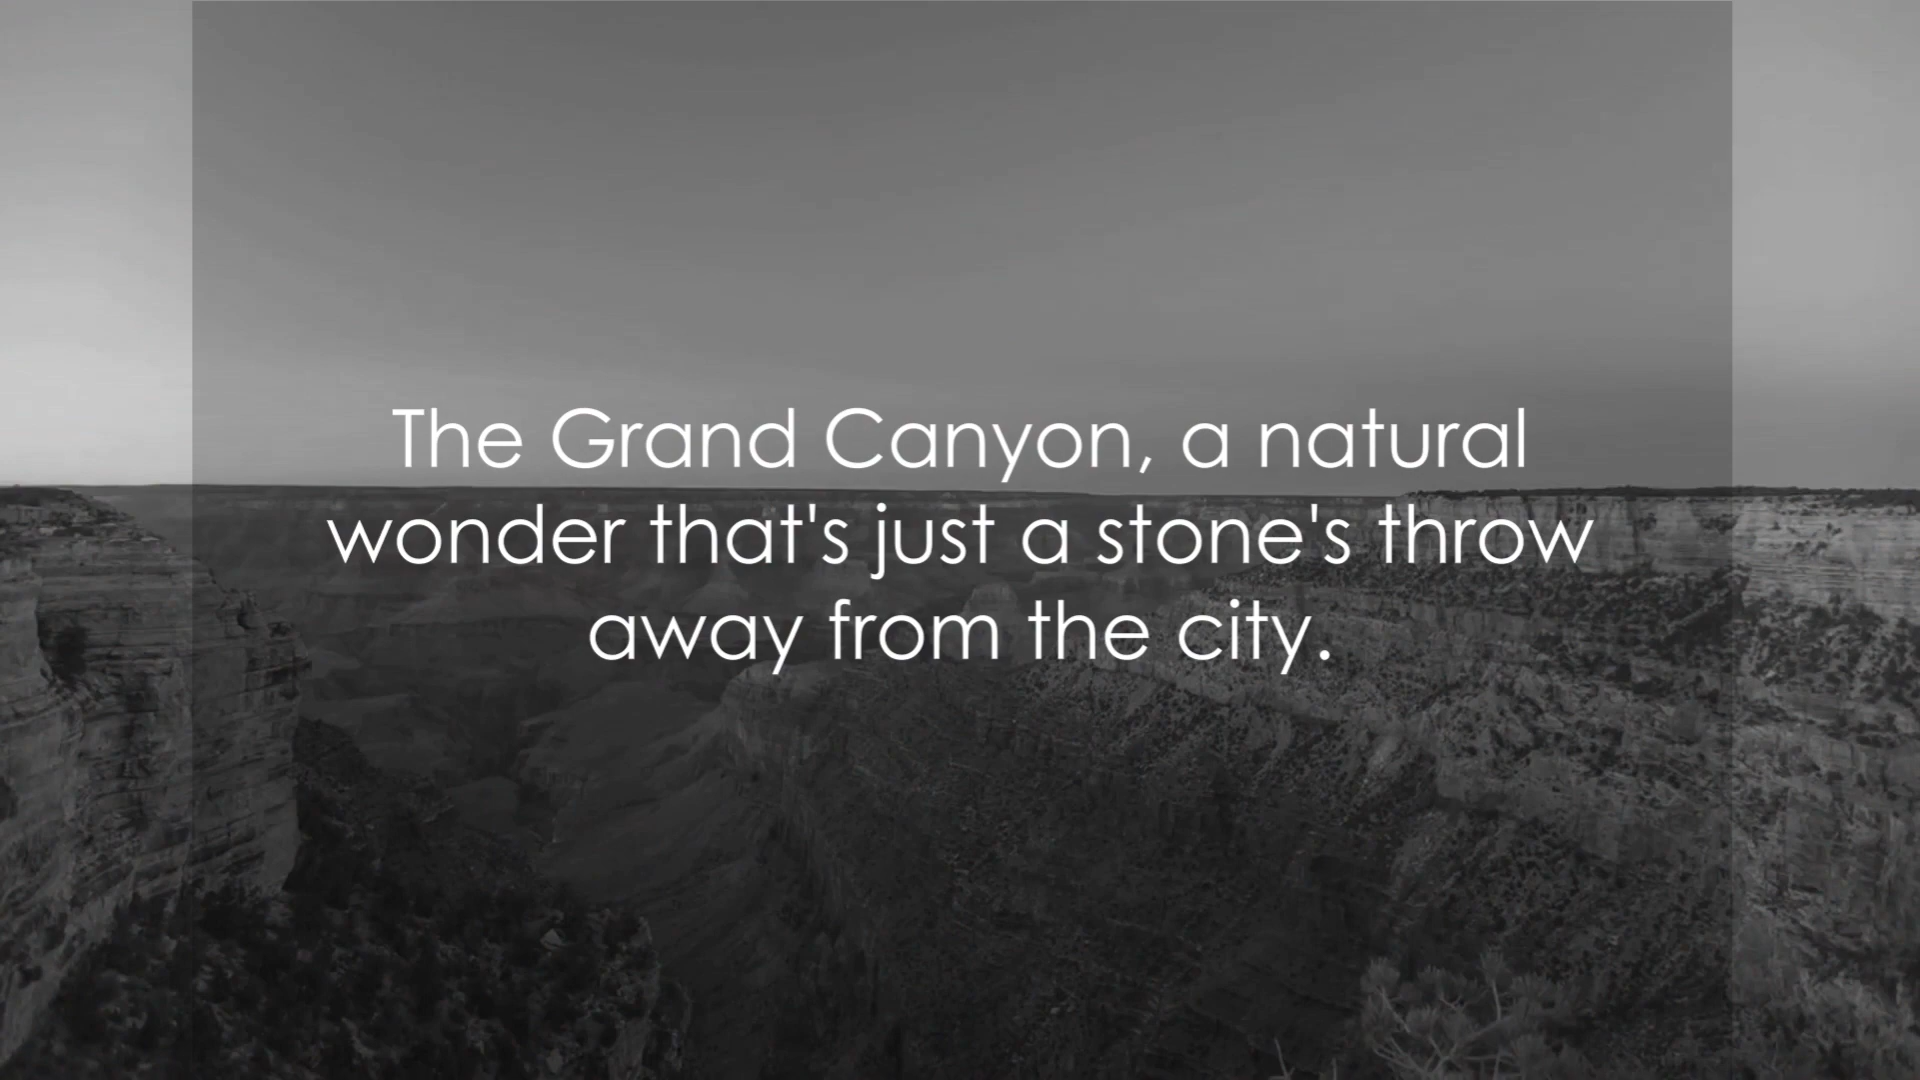 The Grand Canyon, a natural
wonder that's just a stone's throw
away from the city.